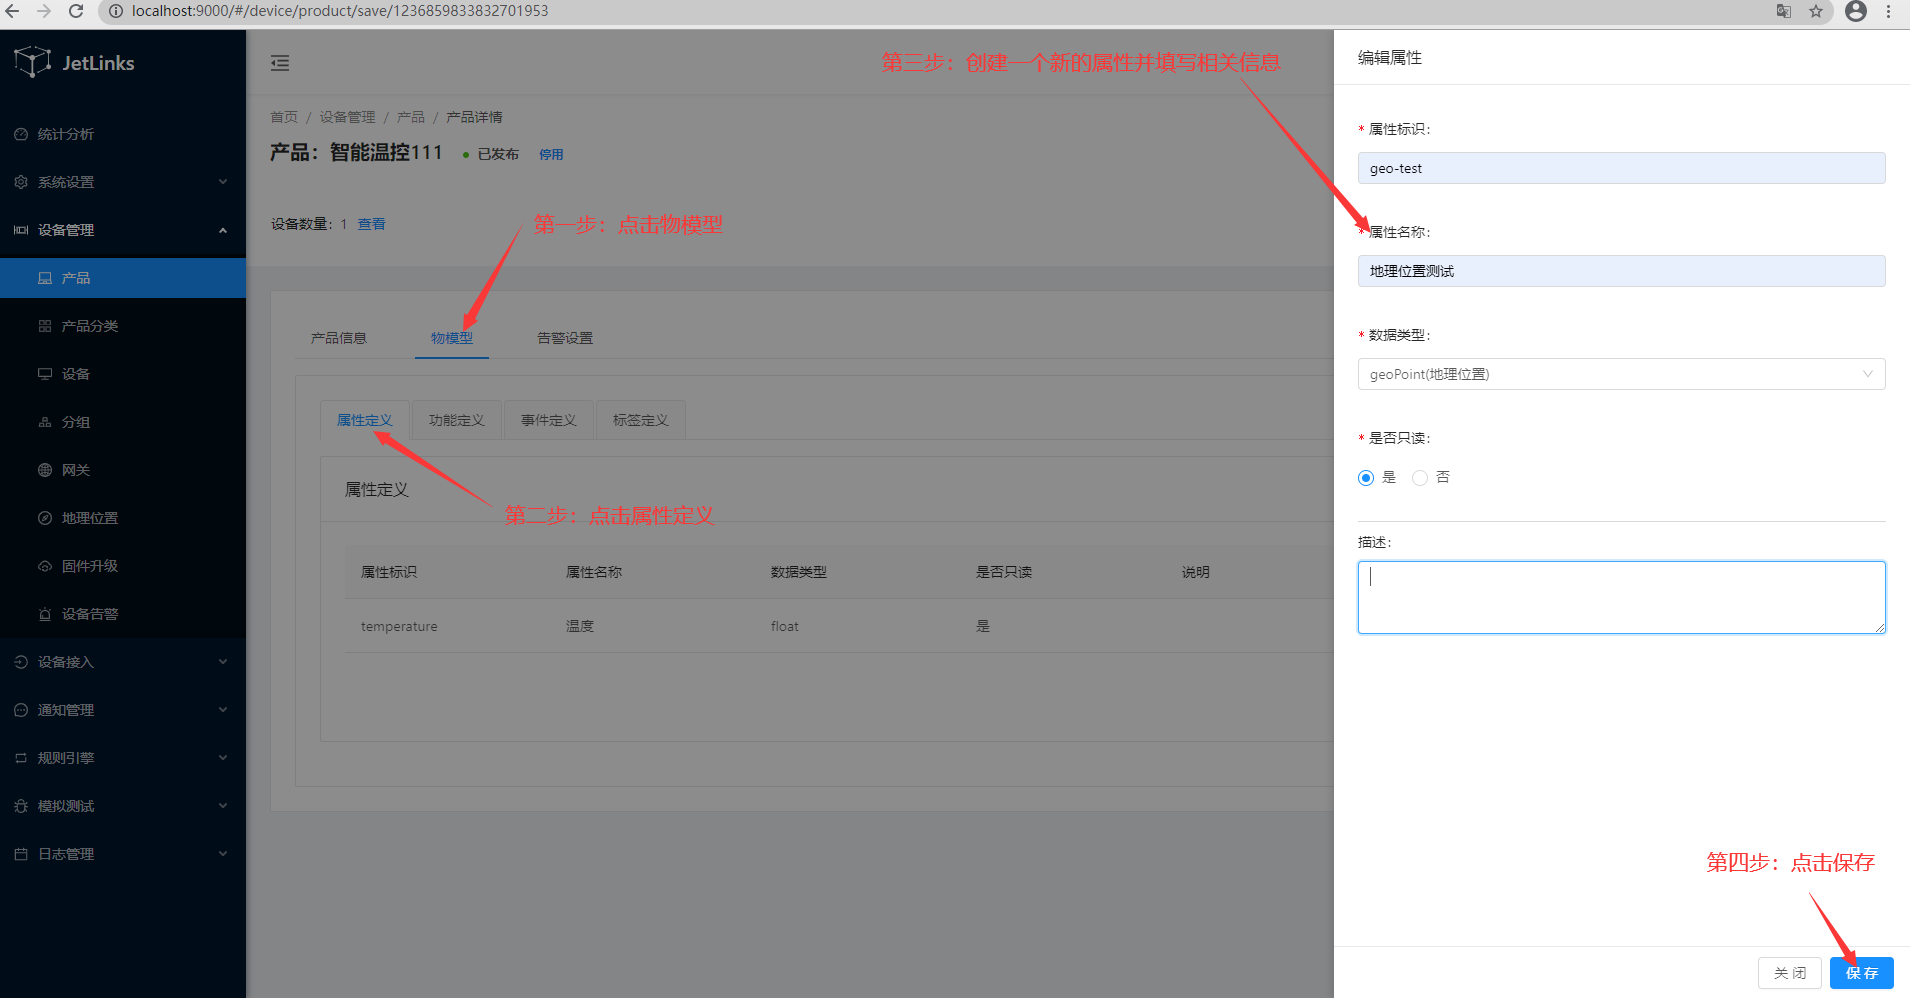 localhost:9000/#/device/product/save/1236859833832701953
JetLinks
统计分析
系统设置
设备管理
产品
产品分类
设备
分组
网关
地理位置
固件升级
设备告警
设备接入
通知管理
规则引擎
模拟测试
日志管理
第三步：创建一个新的属性并填写相关信息
首页 / 设备管理 / 产品 / 产品详情
产品：智能温控111 已发布 停用
设备数量：1 查看
第一步：点击物模型
产品信息 物模型 告警设置
属性定义 功能定义 事件定义 标签定义
属性定义
第二步：点击属性定义
属性标识 属性名称 数据类型 是否只读 说明
temperature 温度 float 是
编辑属性
* 属性标识：
geo-test
* 属性名称：
地理位置测试
* 数据类型：
geoPoint(地理位置)
* 是否只读：
是 否
描述：
第四步：点击保存
关 闭 保 存